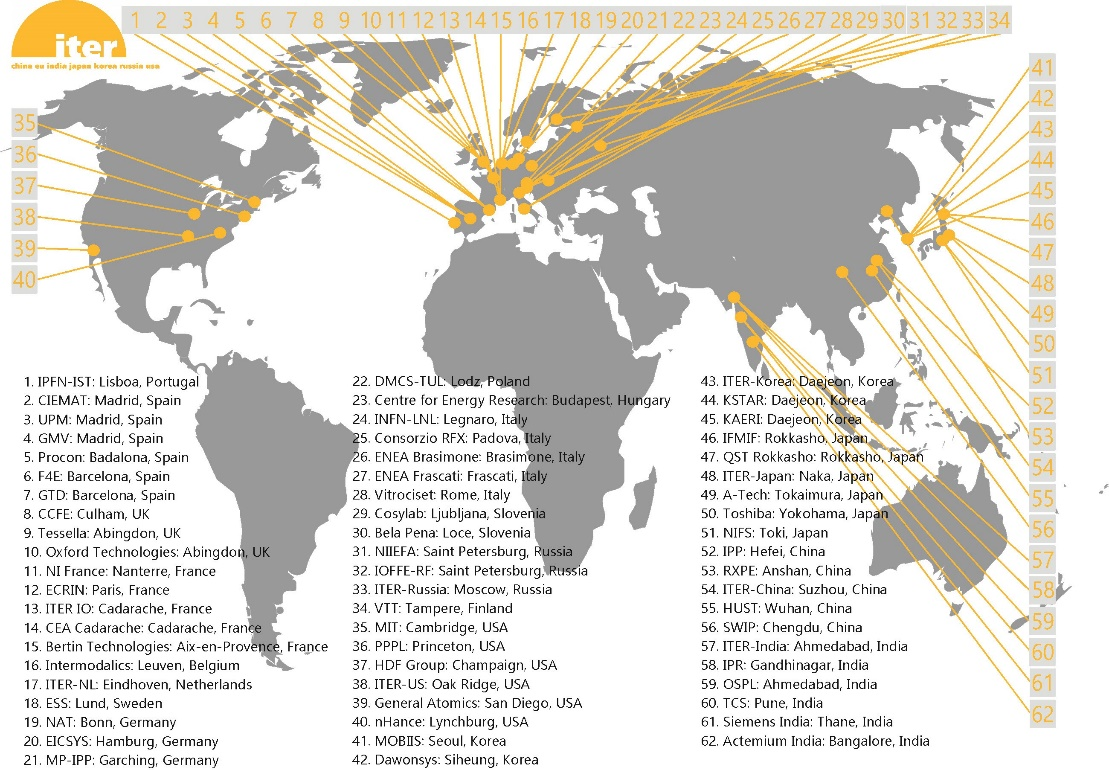 1 2 3 4 5 6 7 8 9 10 11 12 13 14 15 16 17 18 19 20 21 22 23 24 25 26 27 28 29 30 31 32 33 34
iter
china eu india japan korea russia usa
35
36
37
38
39
40
41
42
43
44
45
46
47
48
49
50
51
52
53
54
55
56
57
58
59
60
61
62
1. IPFN-IST: Lisboa, Portugal
2. CIEMAT: Madrid, Spain
3. UPM: Madrid, Spain
4. GMV: Madrid, Spain
5. Procon: Badalona, Spain
6. F4E: Barcelona, Spain
7. GTD: Barcelona, Spain
8. CCFE: Culham, UK
9. Tessella: Abingdon, UK
10. Oxford Technologies: Abingdon, UK
11. NI France: Nanterre, France
12. ECRIN: Paris, France
13. ITER IO: Cadarache, France
14. CEA Cadarache: Cadarache, France
15. Bertin Technologies: Aix-en-Provence, France
16. Intermodalics: Leuven, Belgium
17. ITER-NL: Eindhoven, Netherlands
18. ESS: Lund, Sweden
19. NAT: Bonn, Germany
20. EICSYS: Hamburg, Germany
21. MP-IPP: Garching, Germany
22. DMCS-TUL: Lodz, Poland
23. Centre for Energy Research: Budapest, Hungary
24. INFN-LNL: Legnaro, Italy
25. Consorzio RFX: Padova, Italy
26. ENEA Brasimone: Brasimone, Italy
27. ENEA Frascati: Frascati, Italy
28. Vitrociset: Rome, Italy
29. Cosylab: Ljubljana, Slovenia
30. Bela Pena: Loce, Slovenia
31. NIIEFA: Saint Petersburg, Russia
32. IOFFE-RF: Saint Petersburg, Russia
33. ITER-Russia: Moscow, Russia
34. VTT: Tampere, Finland
35. MIT: Cambridge, USA
36. PPPL: Princeton, USA
37. HDF Group: Champaign, USA
38. ITER-US: Oak Ridge, USA
39. General Atomics: San Diego, USA
40. nHance: Lynchburg, USA
41. MOBIIS: Seoul, Korea
42. Dawonsys: Siheung, Korea
43. ITER-Korea: Daejeon, Korea
44. KSTAR: Daejeon, Korea
45. KAERI: Daejeon, Korea
46. IFMIF: Rokkasho, Japan
47. QST Rokkasho: Rokkasho, Japan
48. ITER-Japan: Naka, Japan
49. A-Tech: Tokaimura, Japan
50. Toshiba: Yokohama, Japan
51. NIFS: Toki, Japan
52. IPP: Hefei, China
53. RXPE: Anshan, China
54. ITER-China: Suzhou, China
55. HUST: Wuhan, China
56. SWIP: Chengdu, China
57. ITER-India: Ahmedabad, India
58. IPR: Gandhinagar, India
59. OSPL: Ahmedabad, India
60. TCS: Pune, India
61. Siemens India: Thane, India
62. Actemium India: Bangalore, India